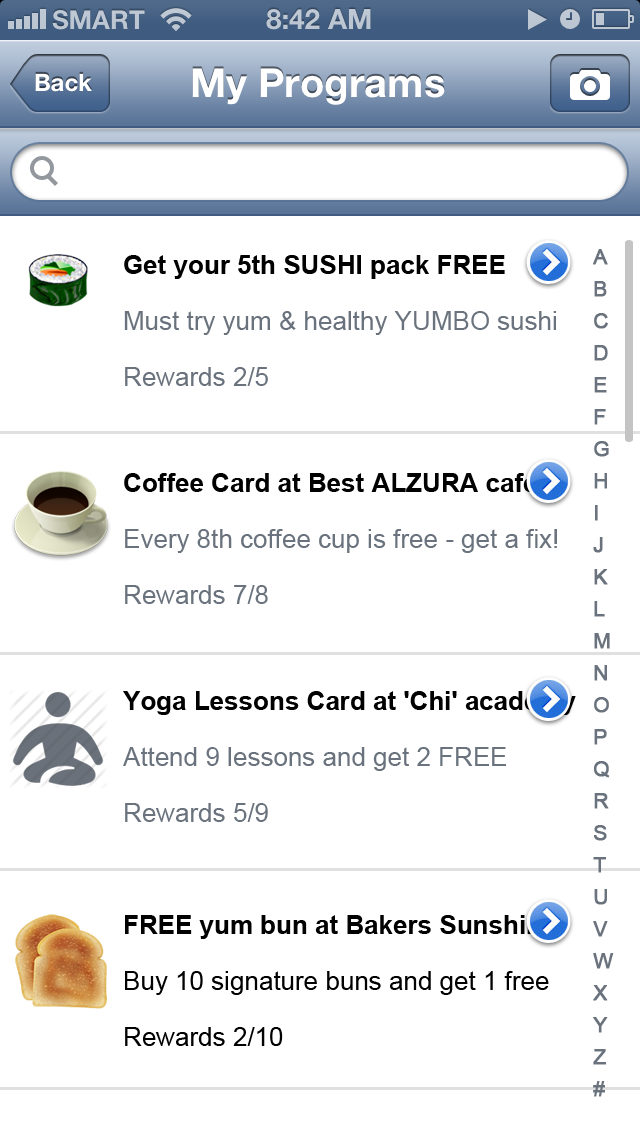 SMART 8:42 AM
Back My Programs
Get your 5th SUSHI pack FREE
Must try yum & healthy YUMBO sushi
Rewards 2/5
Coffee Card at Best ALZURA caf
Every 8th coffee cup is free - get a fix!
Rewards 7/8
Yoga Lessons Card at 'Chi' acad y
Attend 9 lessons and get 2 FREE
Rewards 5/9
FREE yum bun at Bakers Sunshi
Buy 10 signature buns and get 1 free
Rewards 2/10
A
B
C
D
E
F
G
H
I
J
K
L
M
N
O
P
Q
R
S
T
U
V
W
X
Y
Z
#